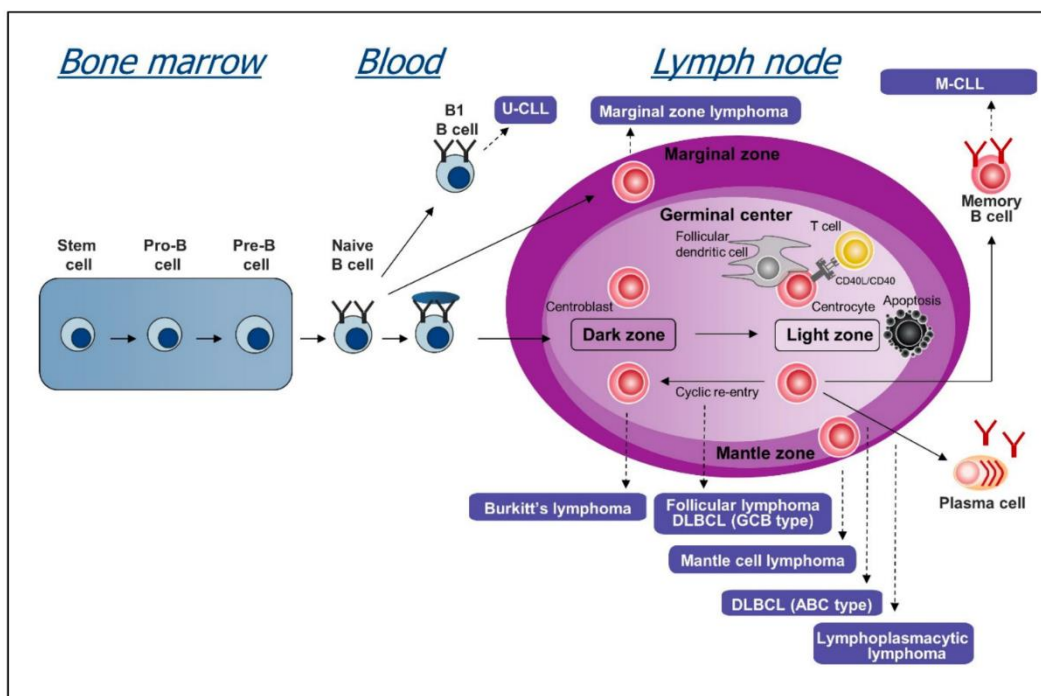 Bone marrow
Blood
Lymph node
B1
B cell
U-CLL
Marginal zone lymphoma
M-CLL
Marginal zone
Memory
B cell
Germinal center
Follicular
dendritic cell
T cell
CD40L/CD40
Stem
cell
Pro-B
cell
Pre-B
cell
Naive
B cell
Centroblast
Centrocyte
Apoptosis
Dark zone
Light zone
Cyclic re-entry
Mantle zone
Plasma cell
Burkitt's lymphoma
Follicular lymphoma
DLBCL (GCB type)
Mantle cell lymphoma
DLBCL (ABC type)
Lymphoplasmacytic
lymphoma